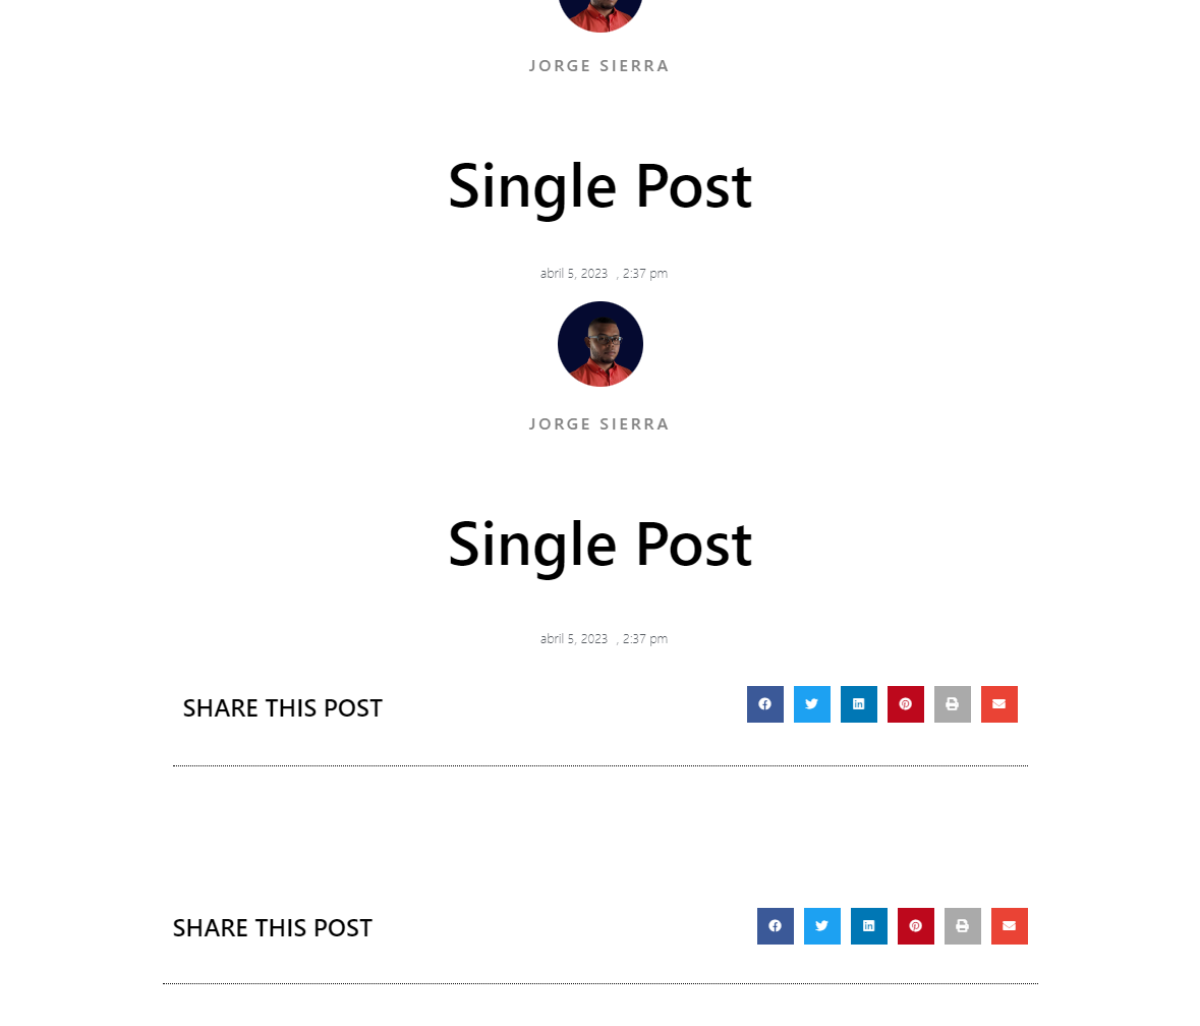 JORGE SIERRA
Single Post
abril 5, 2023 , 2:37 pm
JORGE SIERRA
Single Post
abril 5, 2023 , 2:37 pm
SHARE THIS POST
SHARE THIS POST